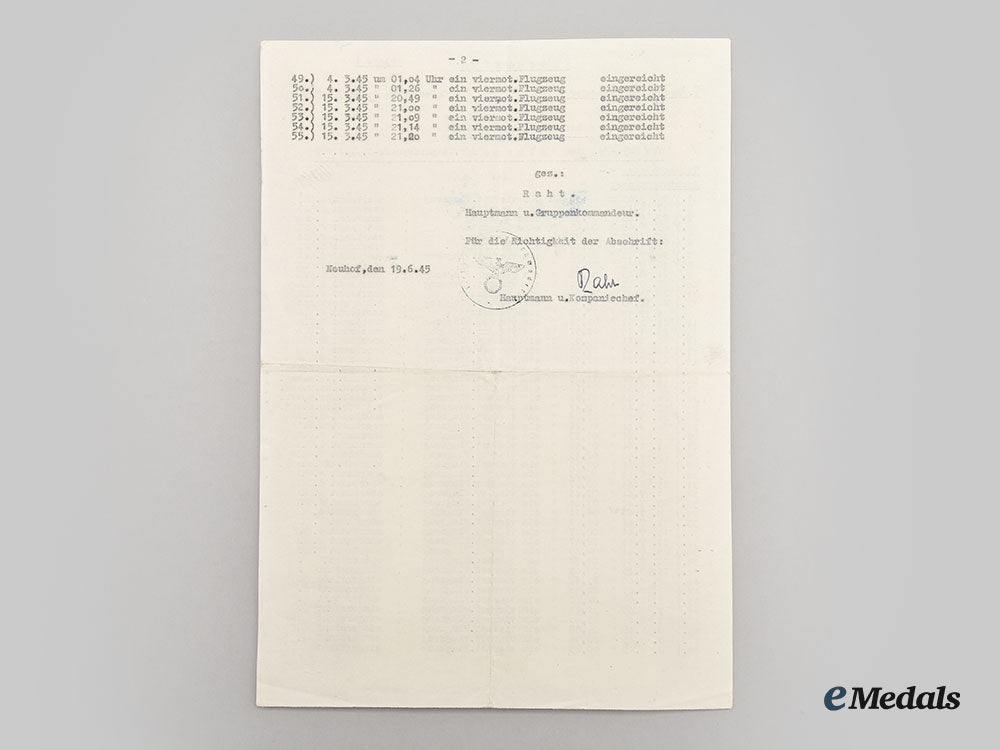 - 2 -
49.) 4. 3.45 um 01,04 Uhr ein viermot.Flugzeug eingereicht
50.) 4. 3.45 " 01,26 " ein viermot.Flugzeug eingereicht
51.) 15. 3.45 " 20,49 " ein viermot.Flugzeug eingereicht
52.) 15. 3.45 " 21,00 " ein viermot.Flugzeug eingereicht
53.) 15. 3.45 " 21,09 " ein viermot.Flugzeug eingereicht
54.) 15. 3.45 " 21,14 " ein viermot.Flugzeug eingereicht
55.) 15. 3.45 " 21,20 " ein viermot.Flugzeug eingereicht
gez.:
R a h t .
Hauptmann u.Gruppenkommandeur.
Für die Richtigkeit der Abschrift:
Neuhof,den 19.6.45
Raht
Hauptmann u.Kompaniechef.
eMedals